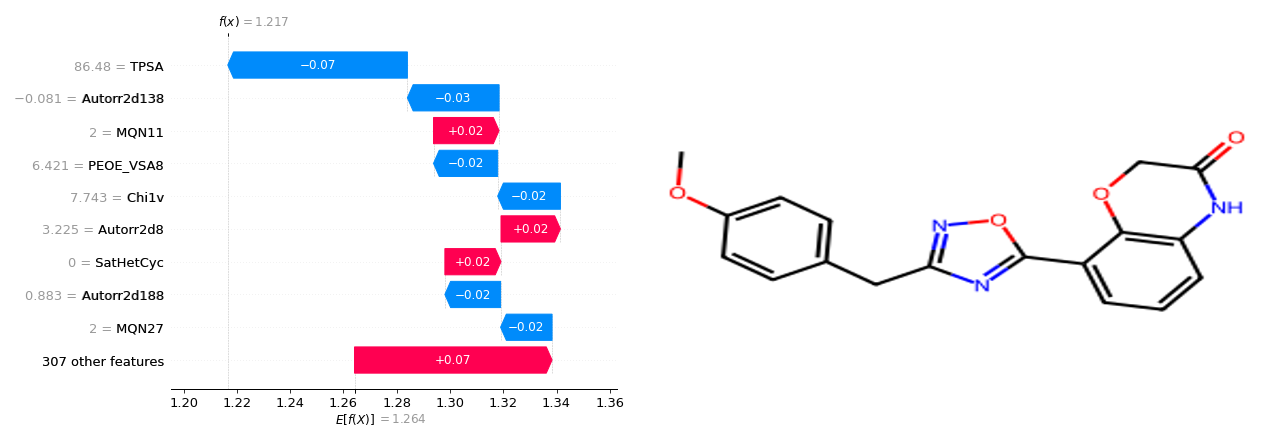 f(x) = 1.217
86.48 = TPSA
−0.07
−0.081 = Autorr2d138
−0.03
2 = MQN11
+0.02
6.421 = PEOE_VSA8
−0.02
7.743 = Chi1v
−0.02
3.225 = Autorr2d8
+0.02
0 = SatHetCyc
+0.02
0.883 = Autorr2d188
−0.02
2 = MQN27
−0.02
307 other features
+0.07
1.20 1.22 1.24 1.26 1.28 1.30 1.32 1.34 1.36
E[f(X)] = 1.264
O
O
O
N
O
NH
N